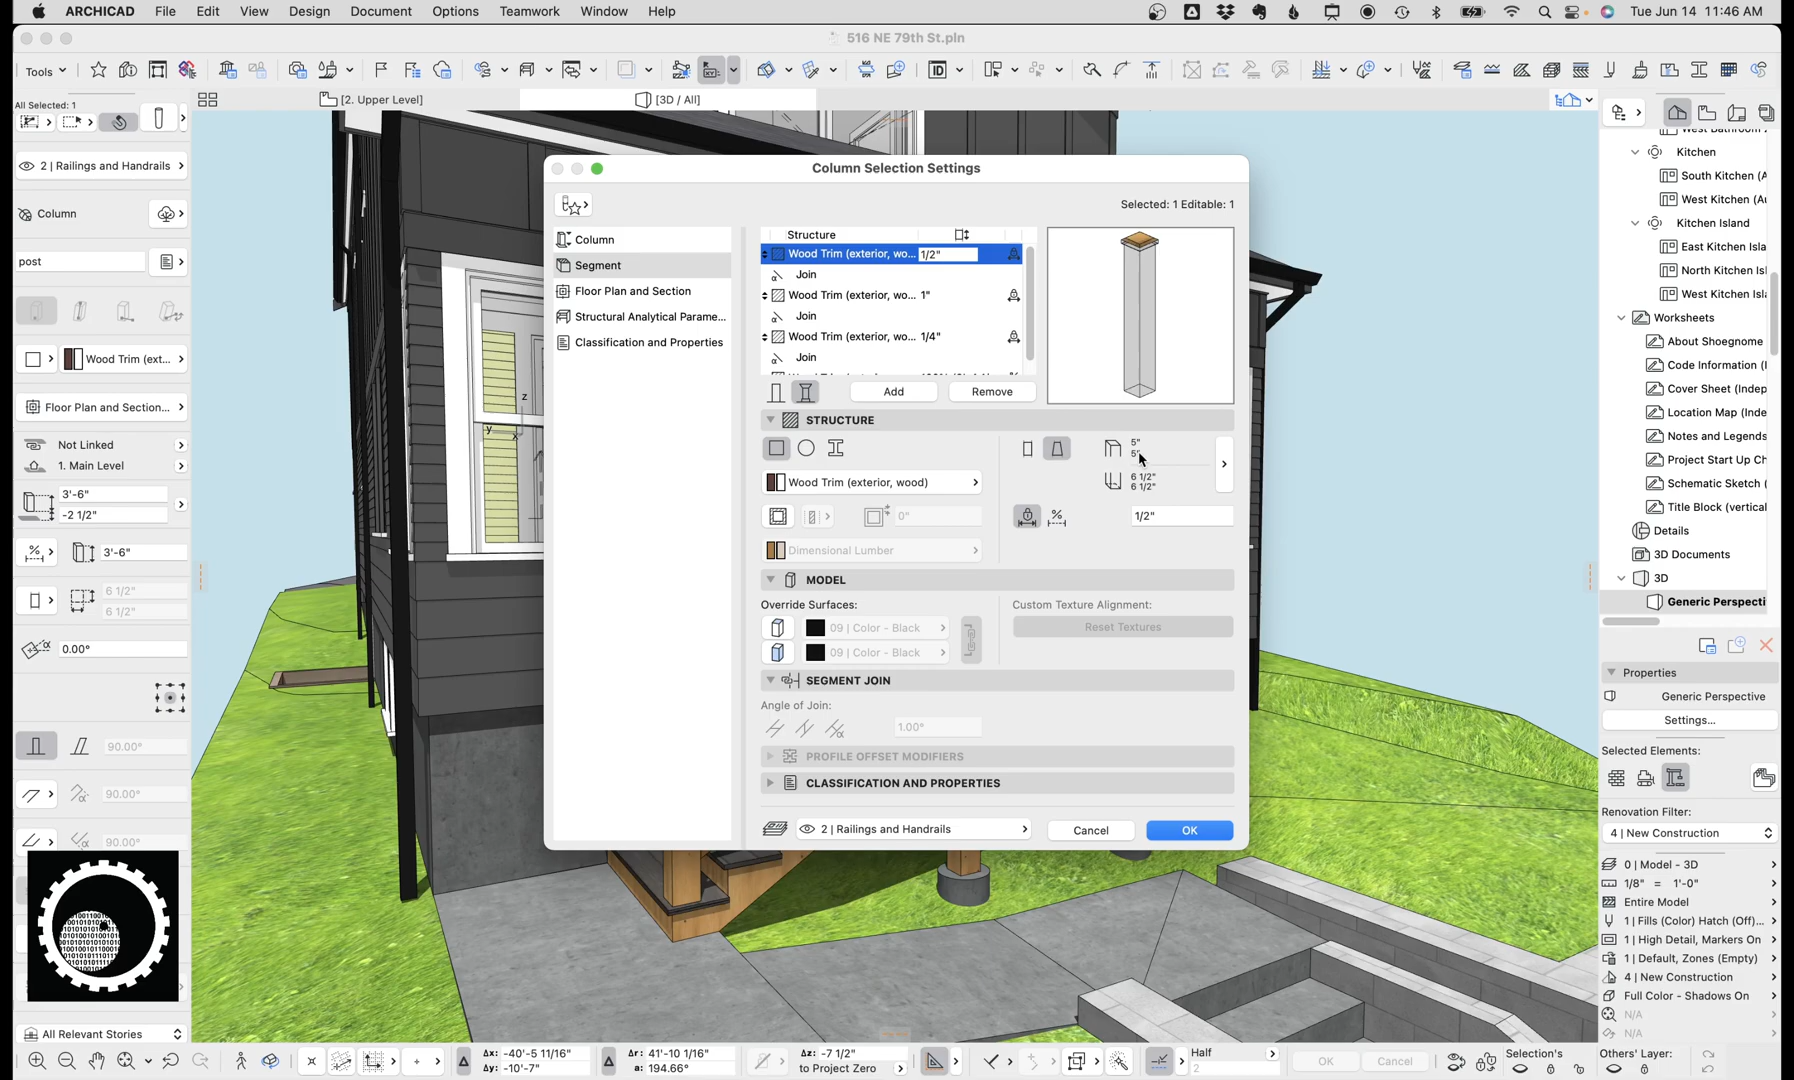 ARCHICAD File Edit View Design Document Options Teamwork Window Help
Tue Jun 14 11:46 AM
516 NE 79th St.pln
Tools
All Selected: 1
[2. Upper Level]
[3D / All]
2 | Railings and Handrails
Column
post
Wood Trim (ext...
Floor Plan and Section...
Not Linked
1. Main Level
3'-6"
-2 1/2"
3'-6"
6 1/2"
6 1/2"
0.00°
90.00°
90.00°
90.00°
All Relevant Stories
Column Selection Settings
Selected: 1 Editable: 1
Column
Segment
Floor Plan and Section
Structural Analytical Parame...
Classification and Properties
Structure
Wood Trim (exterior, wo... 1/2"
Join
Wood Trim (exterior, wo... 1"
Join
Wood Trim (exterior, wo... 1/4"
Join
Add
Remove
STRUCTURE
5"
5"
Wood Trim (exterior, wood)
6 1/2"
6 1/2"
0"
1/2"
Dimensional Lumber
MODEL
Override Surfaces:
Custom Texture Alignment:
09 | Color - Black
Reset Textures
09 | Color - Black
SEGMENT JOIN
Angle of Join:
1.00°
PROFILE OFFSET MODIFIERS
CLASSIFICATION AND PROPERTIES
2 | Railings and Handrails
Cancel
OK
Kitchen
South Kitchen (A
West Kitchen (Au
Kitchen Island
East Kitchen Isla
North Kitchen Isl
West Kitchen Isla
Worksheets
About Shoegnome
Code Information (
Cover Sheet (Indep
Location Map (Inde
Notes and Legends
Project Start Up Ch
Schematic Sketch (
Title Block (vertical
Details
3D Documents
3D
Generic Perspecti
Properties
Generic Perspective
Settings...
Selected Elements:
Renovation Filter:
4 | New Construction
0 | Model - 3D
1/8" = 1'-0"
Entire Model
1 | Fills (Color) Hatch (Off)...
1 | High Detail, Markers On
1 | Default, Zones (Empty)
4 | New Construction
Full Color - Shadows On
N/A
N/A
Δx: -40'-5 11/16"
Δy: -10'-7"
Δr: 41'-10 1/16"
a: 194.66°
Δz: -7 1/2"
to Project Zero
Half
2
OK
Cancel
Selection's
Others' Layer: